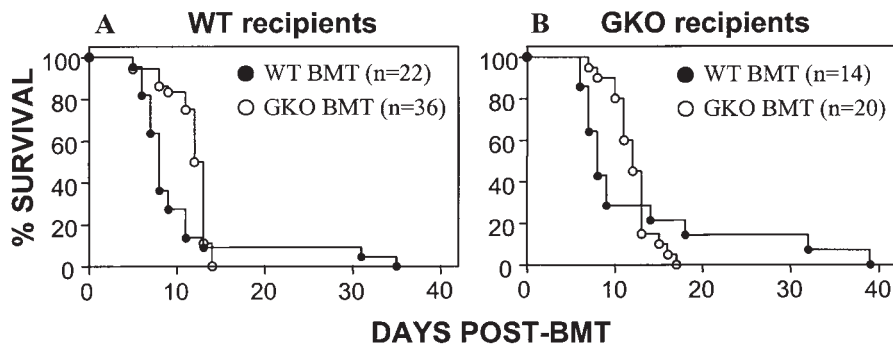 A WT recipients
100
80
60
40
20
0
% SURVIVAL
WT BMT (n=22)
GKO BMT (n=36)
0 10 20 30 40
B GKO recipients
100
80
60
40
20
0
WT BMT (n=14)
GKO BMT (n=20)
0 10 20 30 40
DAYS POST-BMT